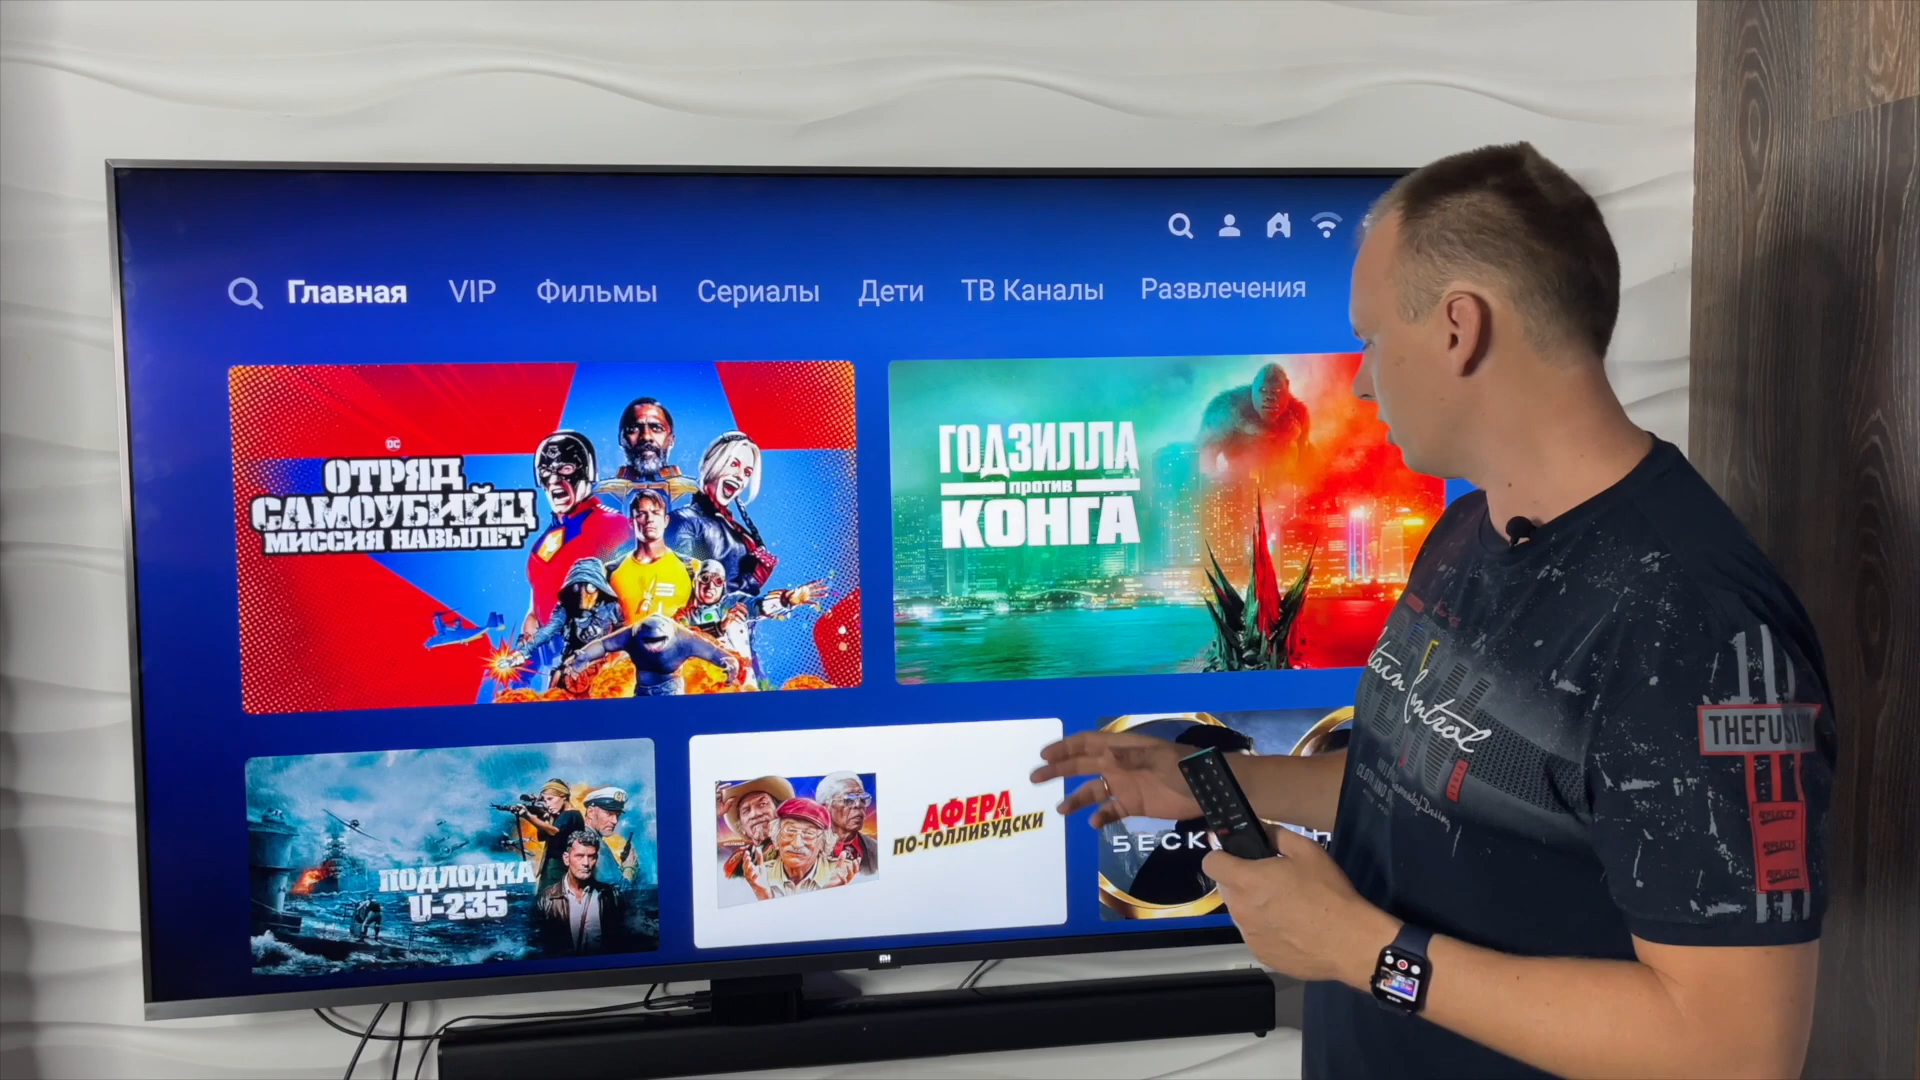 Главная VIP Фильмы Сериалы Дети ТВ Каналы Развлечения
DC
ОТРЯД
САМОУБИЙЦ
МИССИЯ НАВЫЛЕТ
ГОДЗИЛЛА
против
КОНГА
ПОДЛОДКА
U-235
АФЕРА
ПО-ГОЛЛИВУДСКИ
THEFUSION